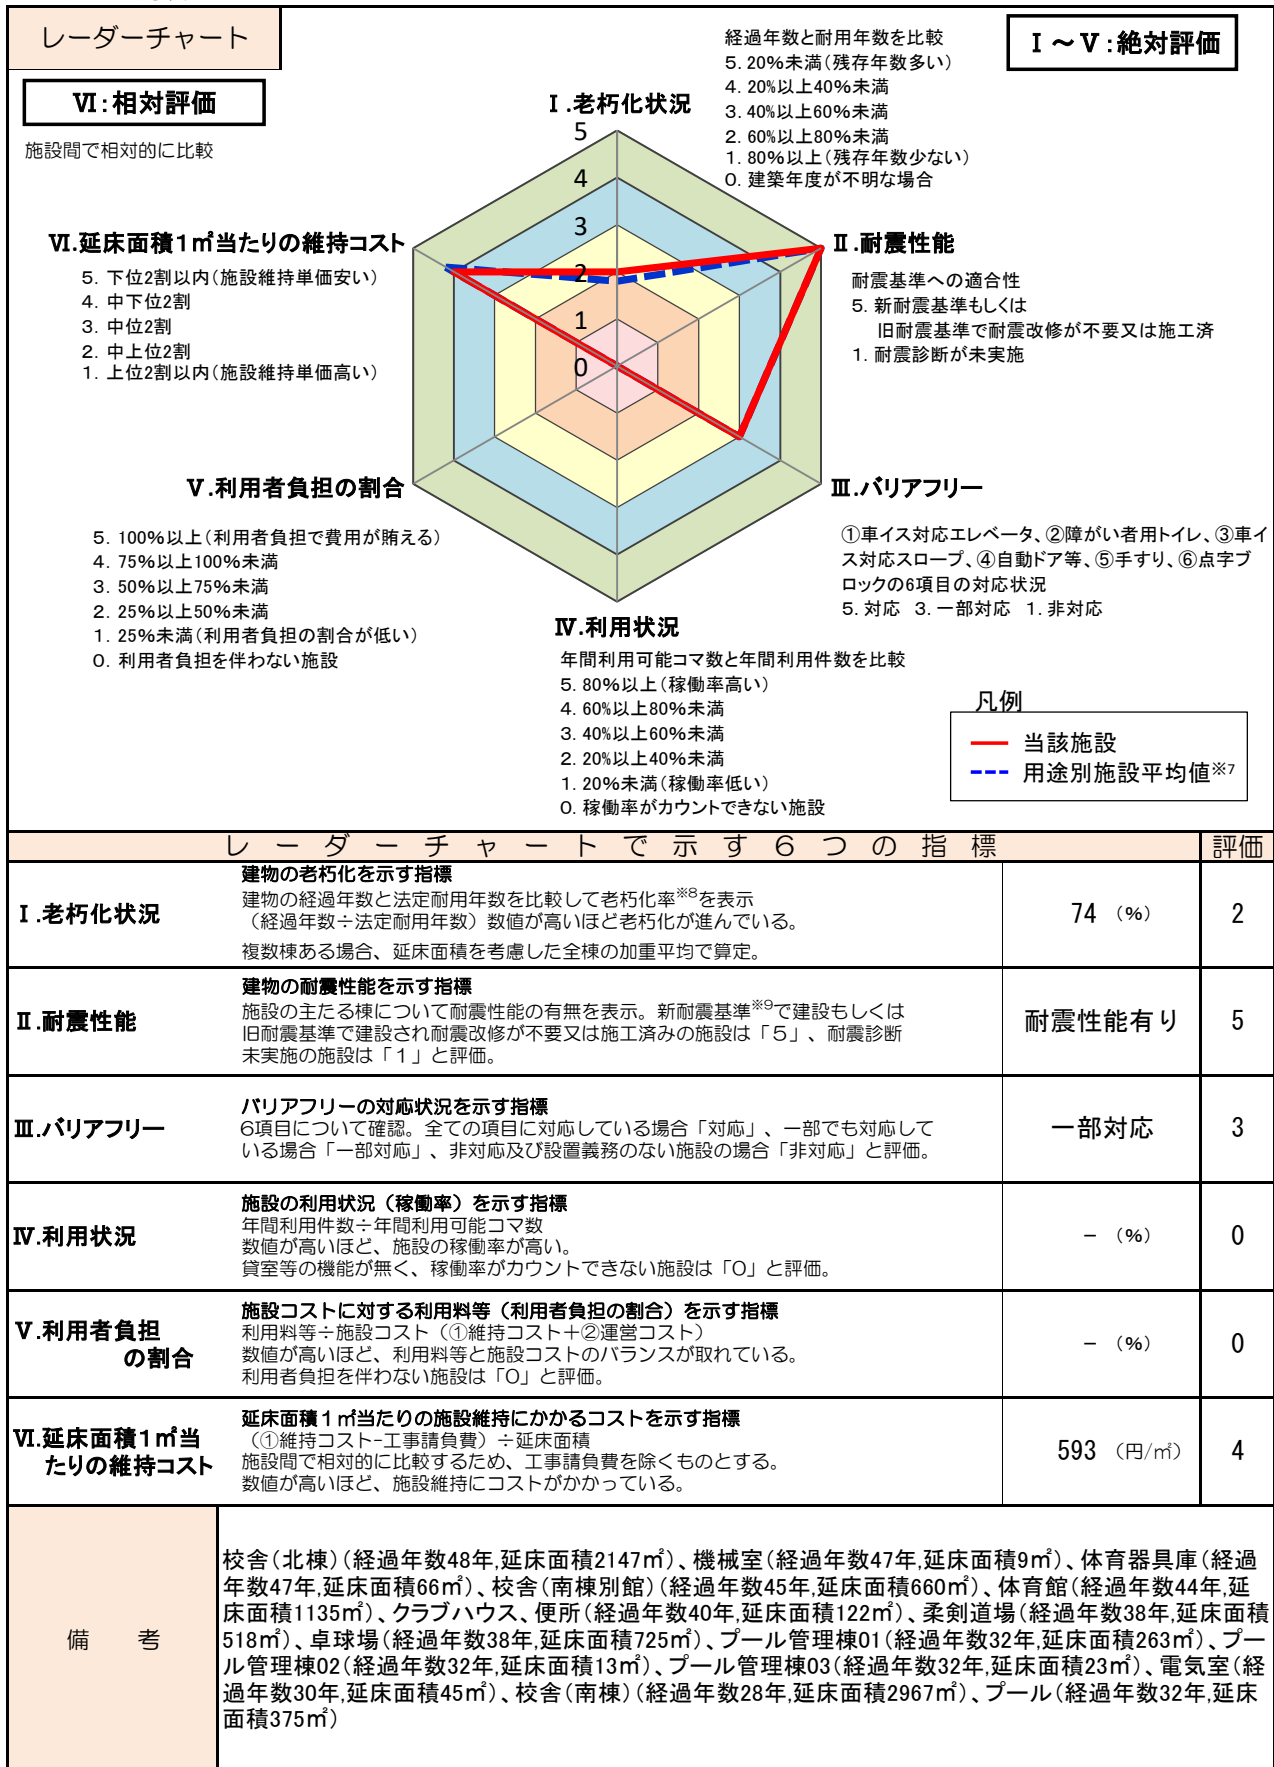 レーダーチャート
Ⅵ:相対評価
施設間で相対的に比較
Ⅰ～Ⅴ:絶対評価
経過年数と耐用年数を比較
5. 20%未満(残存年数多い)
4. 20%以上40%未満
3. 40%以上60%未満
2. 60%以上80%未満
1. 80%以上(残存年数少ない)
0. 建築年度が不明な場合
Ⅰ.老朽化状況
5
4
3
2
1
0
Ⅵ.延床面積1㎡当たりの維持コスト
5. 下位2割以内(施設維持単価安い)
4. 中下位2割
3. 中位2割
2. 中上位2割
1. 上位2割以内(施設維持単価高い)
Ⅱ.耐震性能
耐震基準への適合性
5. 新耐震基準もしくは
旧耐震基準で耐震改修が不要又は施工済
1. 耐震診断が未実施
Ⅴ.利用者負担の割合
5. 100%以上(利用者負担で費用が賄える)
4. 75%以上100%未満
3. 50%以上75%未満
2. 25%以上50%未満
1. 25%未満(利用者負担の割合が低い)
0. 利用者負担を伴わない施設
Ⅲ.バリアフリー
①車イス対応エレベータ、②障がい者用トイレ、③車イ
ス対応スロープ、④自動ドア等、⑤手すり、⑥点字ブ
ロックの6項目の対応状況
5. 対応 3. 一部対応 1. 非対応
Ⅳ.利用状況
年間利用可能コマ数と年間利用件数を比較
5. 80%以上(稼働率高い)
4. 60%以上80%未満
3. 40%以上60%未満
2. 20%以上40%未満
1. 20%未満(稼働率低い)
0. 稼働率がカウントできない施設
凡例
当該施設
用途別施設平均値※7
レーダーチャートで示す6つの指標 評価
Ⅰ.老朽化状況
建物の老朽化を示す指標
建物の経過年数と法定耐用年数を比較して老朽化率※8を表示
(経過年数÷法定耐用年数)数値が高いほど老朽化が進んでいる。
複数棟ある場合、延床面積を考慮した全棟の加重平均で算定。
74 (%) 2
Ⅱ.耐震性能
建物の耐震性能を示す指標
施設の主たる棟について耐震性能の有無を表示。新耐震基準※9で建設もしくは
旧耐震基準で建設され耐震改修が不要又は施工済みの施設は「5」、耐震診断
未実施の施設は「1」と評価。
耐震性能有り 5
Ⅲ.バリアフリー
バリアフリーの対応状況を示す指標
6項目について確認。全ての項目に対応している場合「対応」、一部でも対応して
いる場合「一部対応」、非対応及び設置義務のない施設の場合「非対応」と評価。
一部対応 3
Ⅳ.利用状況
施設の利用状況(稼働率)を示す指標
年間利用件数÷年間利用可能コマ数
数値が高いほど、施設の稼働率が高い。
貸室等の機能が無く、稼働率がカウントできない施設は「0」と評価。
- (%) 0
Ⅴ.利用者負担
の割合
施設コストに対する利用料等(利用者負担の割合)を示す指標
利用料等÷施設コスト(①維持コスト+②運営コスト)
数値が高いほど、利用料等と施設コストのバランスが取れている。
利用者負担を伴わない施設は「0」と評価。
- (%) 0
Ⅵ.延床面積1㎡当
たりの維持コスト
延床面積1㎡当たりの施設維持にかかるコストを示す指標
(①維持コスト-工事請負費)÷延床面積
施設間で相対的に比較するため、工事請負費を除くものとする。
数値が高いほど、施設維持にコストがかかっている。
593 (円/㎡) 4
備 考
校舎(北棟)(経過年数48年,延床面積2147㎡)、機械室(経過年数47年,延床面積9㎡)、体育器具庫(経過
年数47年,延床面積66㎡)、校舎(南棟別館)(経過年数45年,延床面積660㎡)、体育館(経過年数44年,延
床面積1135㎡)、クラブハウス、便所(経過年数40年,延床面積122㎡)、柔剣道場(経過年数38年,延床面積
518㎡)、卓球場(経過年数38年,延床面積725㎡)、プール管理棟01(経過年数32年,延床面積263㎡)、プー
ル管理棟02(経過年数32年,延床面積13㎡)、プール管理棟03(経過年数32年,延床面積23㎡)、電気室(経
過年数30年,延床面積45㎡)、校舎(南棟)(経過年数28年,延床面積2967㎡)、プール(経過年数32年,延床
面積375㎡)